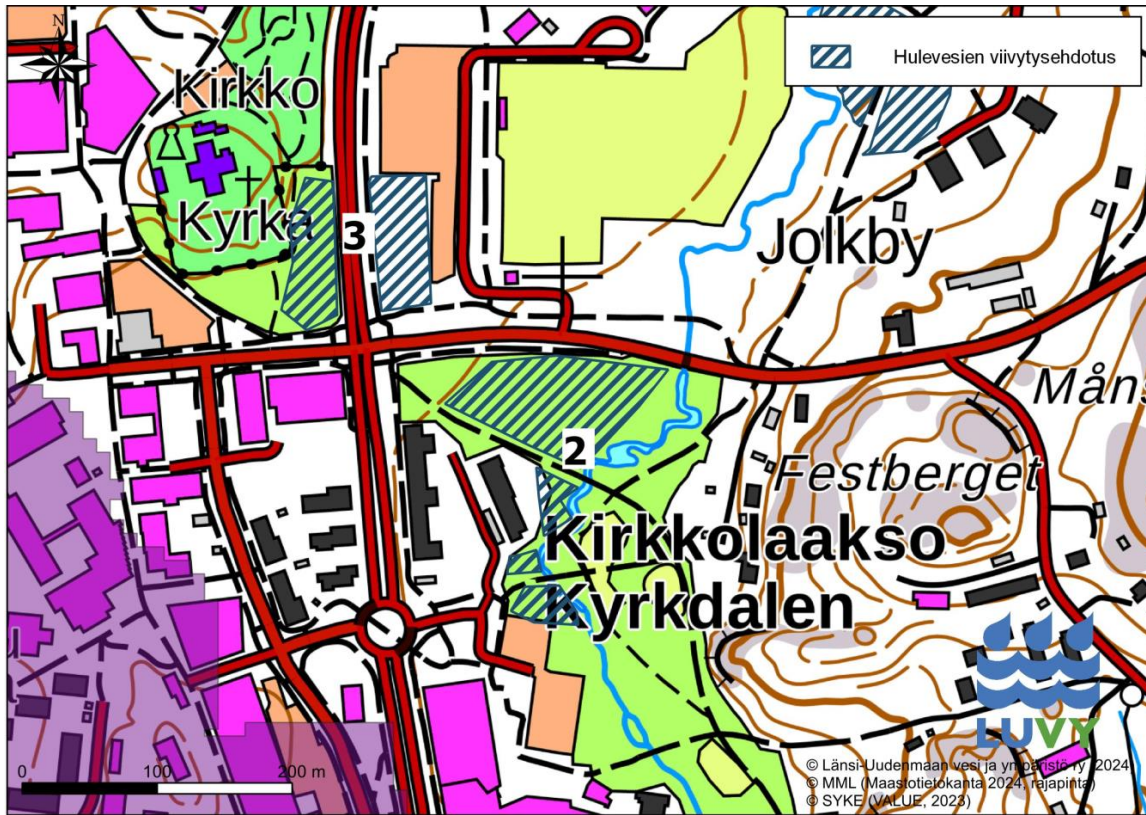 N
Hulevesien viivytysehdotus
Kirkko
Kyrka
3
Jolkby
Måns
2
Festberget
Kirkkolaakso
Kyrkdalen
LUVY
0 100 200 m
© Länsi-Uudenmaan vesi ja ympäristö ry (2024)
© MML (Maastotietokanta 2024, rajapinta)
© SYKE (VALUE, 2023)